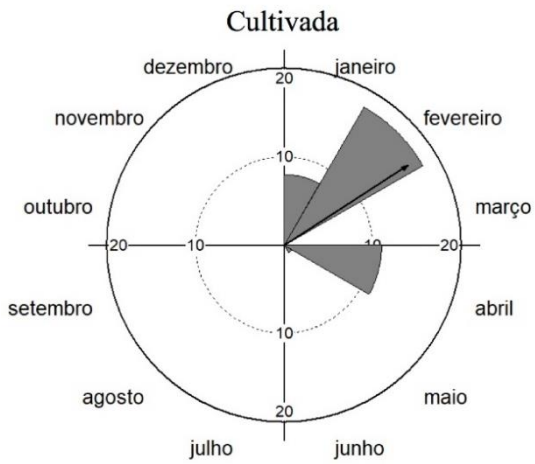 Cultivada
dezembro
janeiro
20
novembro
fevereiro
10
outubro
março
20
10
10
20
setembro
abril
10
agosto
maio
20
julho
junho